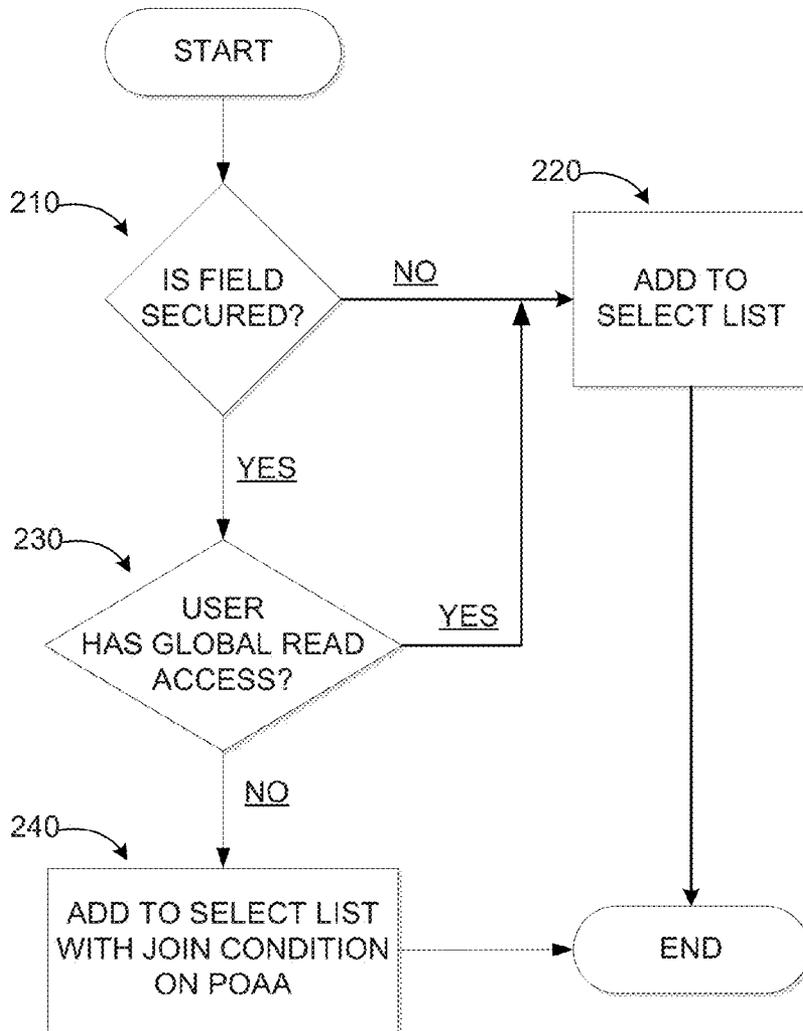 START
210
IS FIELD
SECURED?
NO
220
ADD TO
SELECT LIST
YES
230
USER
HAS GLOBAL READ
ACCESS?
YES
NO
240
ADD TO SELECT LIST
WITH JOIN CONDITION
ON POAA
END